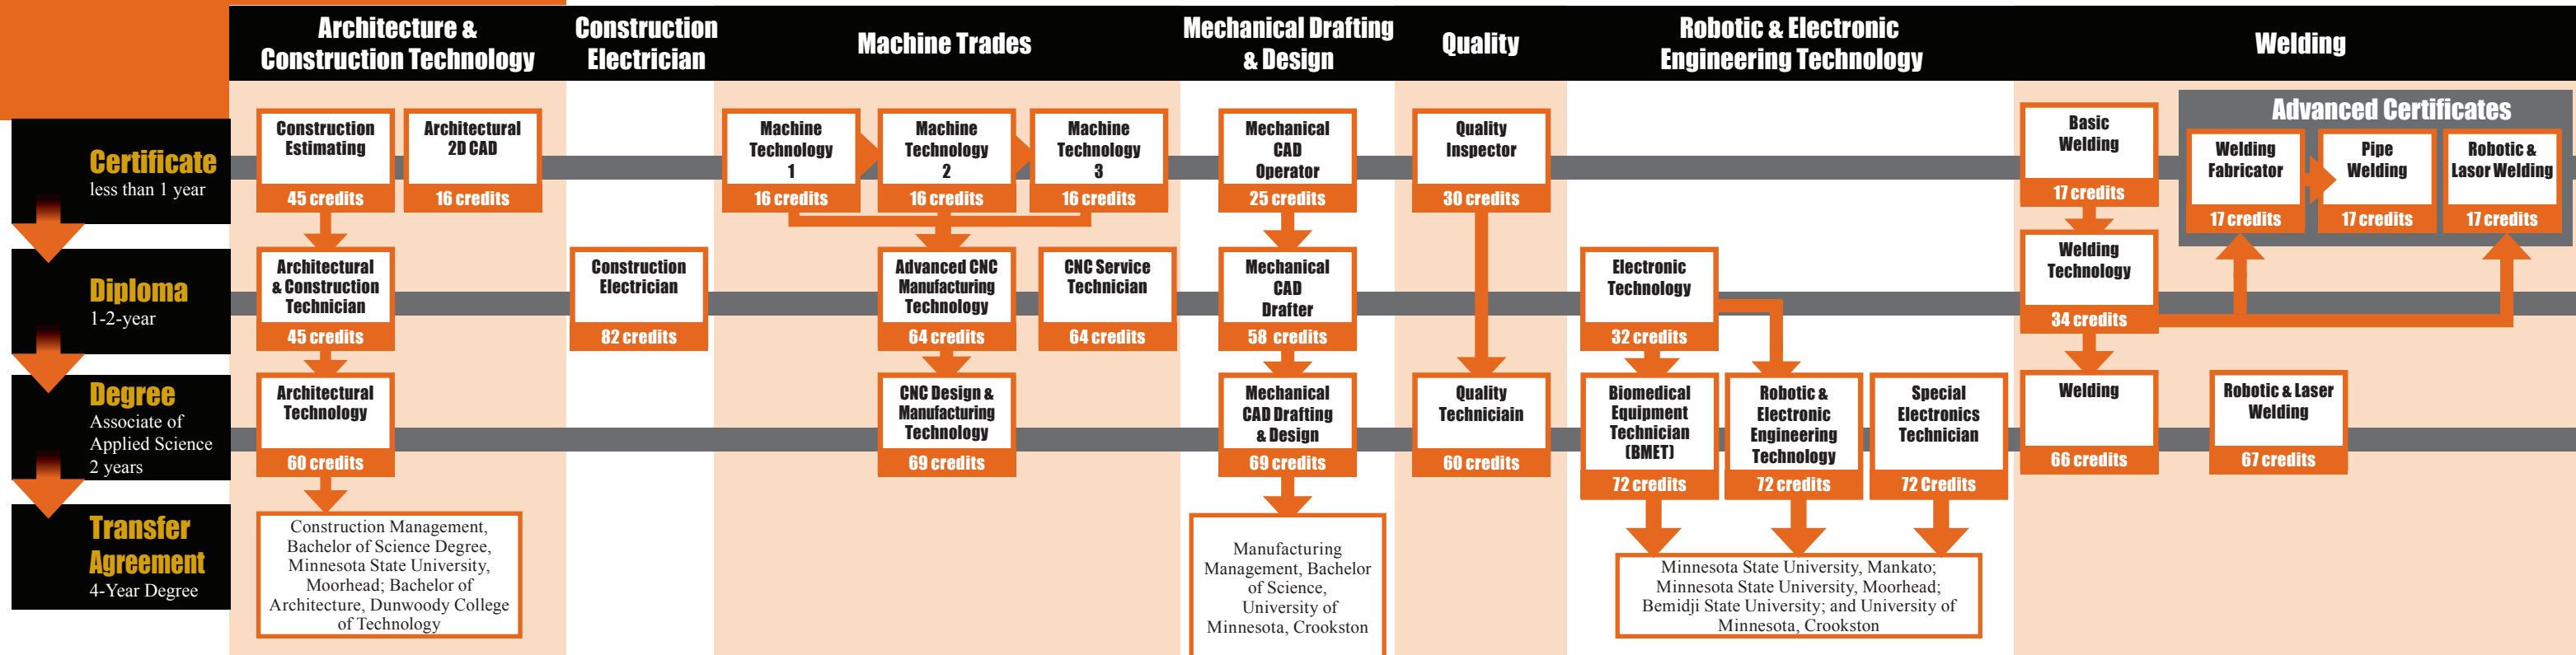 Architecture &
Construction Technology
Construction
Electrician
Machine Trades
Mechanical Drafting
& Design
Quality
Robotic & Electronic
Engineering Technology
Welding
Certificate
less than 1 year
Construction
Estimating
45 credits
Architectural
2D CAD
16 credits
Machine
Technology
1
16 credits
Machine
Technology
2
16 credits
Machine
Technology
3
16 credits
Mechanical
CAD
Operator
25 credits
Quality
Inspector
30 credits
Basic
Welding
17 credits
Advanced Certificates
Welding
Fabricator
17 credits
Pipe
Welding
17 credits
Robotic &
Lasor Welding
17 credits
Diploma
1-2-year
Architectural
& Construction
Technician
45 credits
Construction
Electrician
82 credits
Advanced CNC
Manufacturing
Technology
64 credits
CNC Service
Technician
64 credits
Mechanical
CAD
Drafter
58 credits
Electronic
Technology
32 credits
Welding
Technology
34 credits
Degree
Associate of
Applied Science
2 years
Architectural
Technology
60 credits
CNC Design &
Manufacturing
Technology
69 credits
Mechanical
CAD Drafting
& Design
69 credits
Quality
Techniciain
60 credits
Biomedical
Equipment
Technician
(BMET)
72 credits
Robotic &
Electronic
Engineering
Technology
72 credits
Special
Electronics
Technician
72 Credits
Welding
66 credits
Robotic & Laser
Welding
67 credits
Transfer
Agreement
4-Year Degree
Construction Management,
Bachelor of Science Degree,
Minnesota State University,
Moorhead; Bachelor of
Architecture, Dunwoody College
of Technology
Manufacturing
Management, Bachelor
of Science,
University of
Minnesota, Crookston
Minnesota State University, Mankato;
Minnesota State University, Moorhead;
Bemidji State University; and University of
Minnesota, Crookston